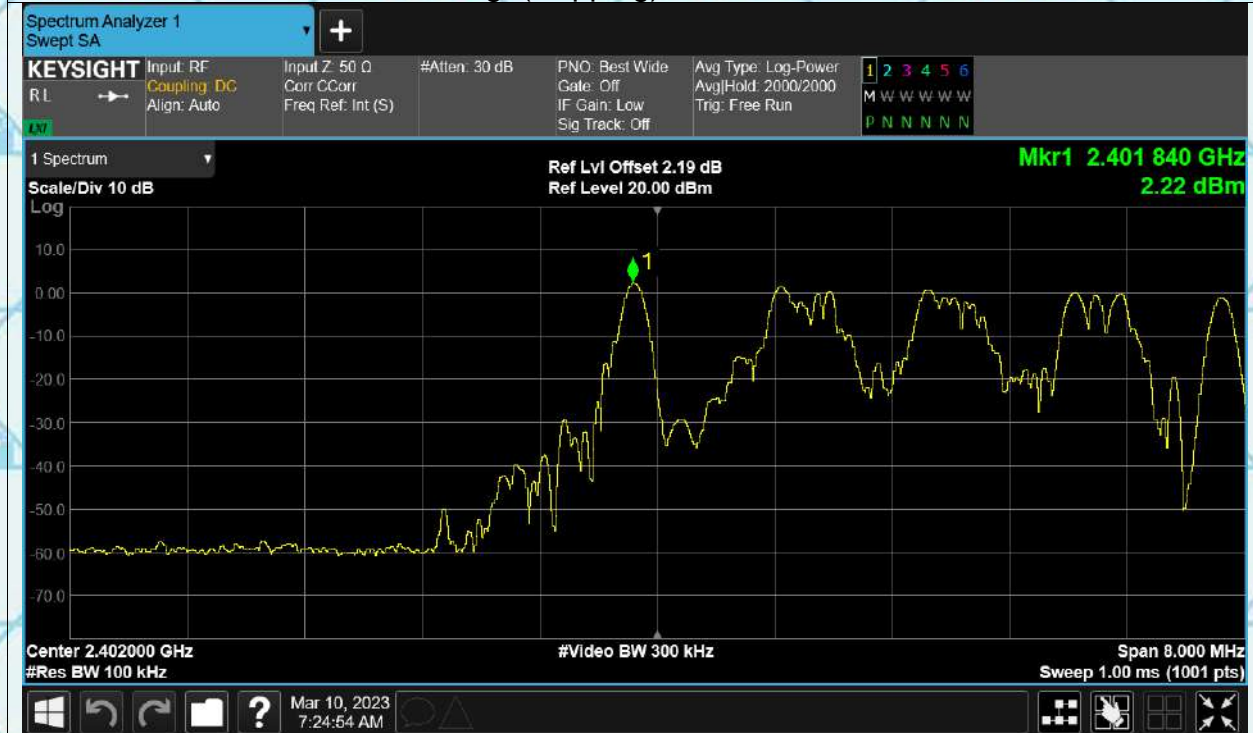 Spectrum Analyzer 1
Swept SA
+
KEYSIGHT
RL
LXI
Input: RF
Coupling: DC
Align: Auto
Input Z: 50 Ω
Corr CCorr
Freq Ref: Int (S)
#Atten: 30 dB
PNO: Best Wide
Gate: Off
IF Gain: Low
Sig Track: Off
Avg Type: Log-Power
Avg|Hold: 2000/2000
Trig: Free Run
1 2 3 4 5 6
M W W W W W
P N N N N N
1 Spectrum
Scale/Div 10 dB
Log
Ref Lvl Offset 2.19 dB
Ref Level 20.00 dBm
Mkr1 2.401 840 GHz
2.22 dBm
1
10.0
0.00
-10.0
-20.0
-30.0
-40.0
-50.0
-60.0
-70.0
Center 2.402000 GHz
#Res BW 100 kHz
#Video BW 300 kHz
Span 8.000 MHz
Sweep 1.00 ms (1001 pts)
?
Mar 10, 2023
7:24:54 AM